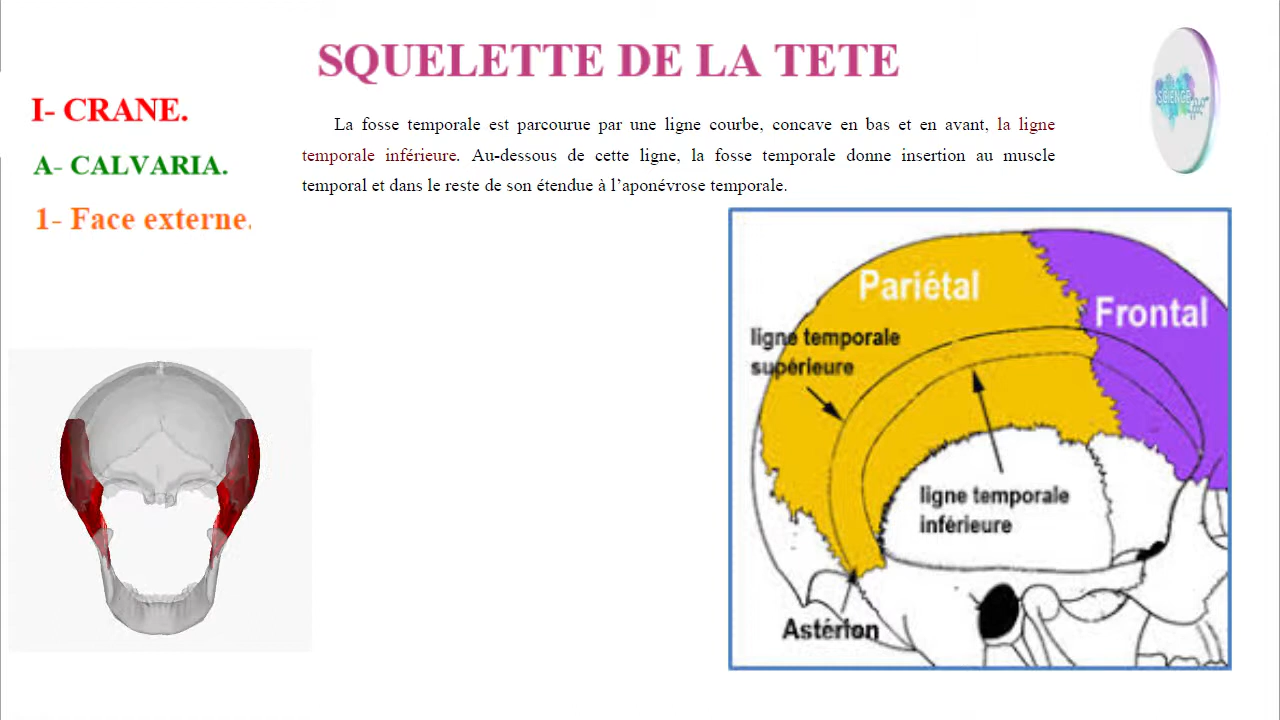 SQUELETTE DE LA TETE
I- CRANE.
A- CALVARIA.
1- Face externe.
La fosse temporale est parcourue par une ligne courbe, concave en bas et en avant, la ligne
temporale inférieure. Au-dessous de cette ligne, la fosse temporale donne insertion au muscle
temporal et dans le reste de son étendue à l’aponévrose temporale.
SCIENCE
Pariétal
Frontal
ligne temporale
supérieure
ligne temporale
inférieure
Astérion